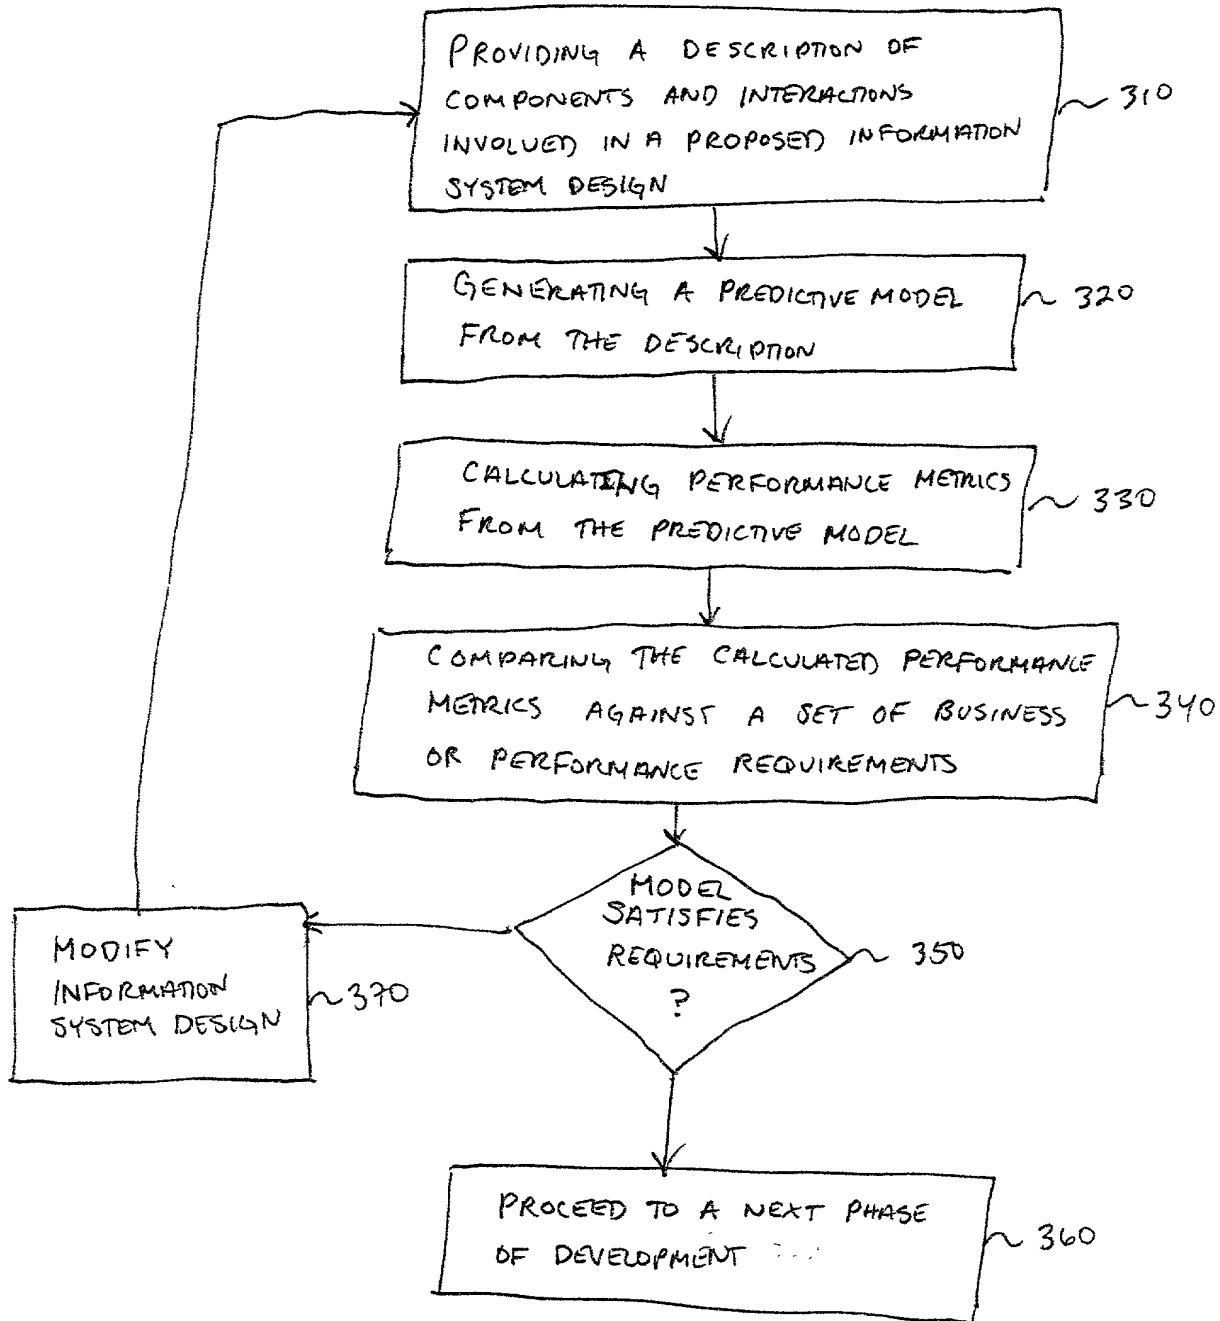 PROVIDING A DESCRIPTION OF
COMPONENTS AND INTERACTIONS
INVOLVED IN A PROPOSED INFORMATION
SYSTEM DESIGN
310
GENERATING A PREDICTIVE MODEL
FROM THE DESCRIPTION
320
CALCULATING PERFORMANCE METRICS
FROM THE PREDICTIVE MODEL
330
COMPARING THE CALCULATED PERFORMANCE
METRICS AGAINST A SET OF BUSINESS
OR PERFORMANCE REQUIREMENTS
340
MODEL
SATISFIES
REQUIREMENTS
?
350
MODIFY
INFORMATION
SYSTEM DESIGN
370
PROCEED TO A NEXT PHASE
OF DEVELOPMENT
360